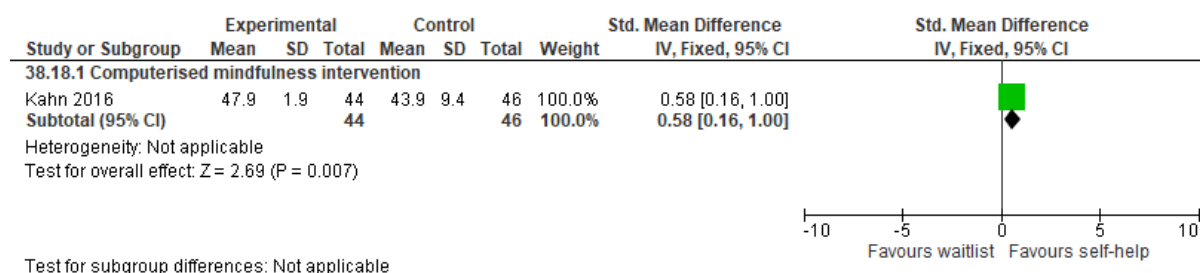 Experimental Control Std. Mean Difference Std. Mean Difference
Study or Subgroup Mean SD Total Mean SD Total Weight IV, Fixed, 95% CI IV, Fixed, 95% CI
38.18.1 Computerised mindfulness intervention
Kahn 2016 47.9 1.9 44 43.9 9.4 46 100.0% 0.58 [0.16, 1.00]
Subtotal (95% CI) 44 46 100.0% 0.58 [0.16, 1.00]
Heterogeneity: Not applicable
Test for overall effect: Z = 2.69 (P = 0.007)
-10 -5 0 5 10
Favours waitlist Favours self-help
Test for subgroup differences: Not applicable